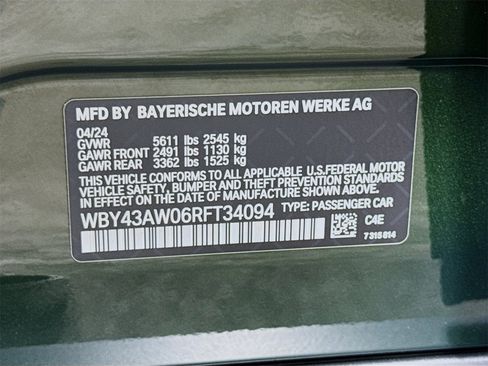 MFD BY BAYERISCHE MOTOREN WERKE AG
04/24
GVWR 5611 lbs 2545 kg
GAWR FRONT 2491 lbs 1130 kg
GAWR REAR 3362 lbs 1525 kg
THIS VEHICLE CONFORMS TO ALL APPLICABLE U.S. FEDERAL MOTOR
VEHICLE SAFETY, BUMPER, AND THEFT PREVENTION STANDARDS
IN EFFECT ON THE DATE OF MANUFACTURE SHOWN ABOVE.
WBY43AW06RFT34094 TYPE: PASSENGER CAR
C4E
7315814